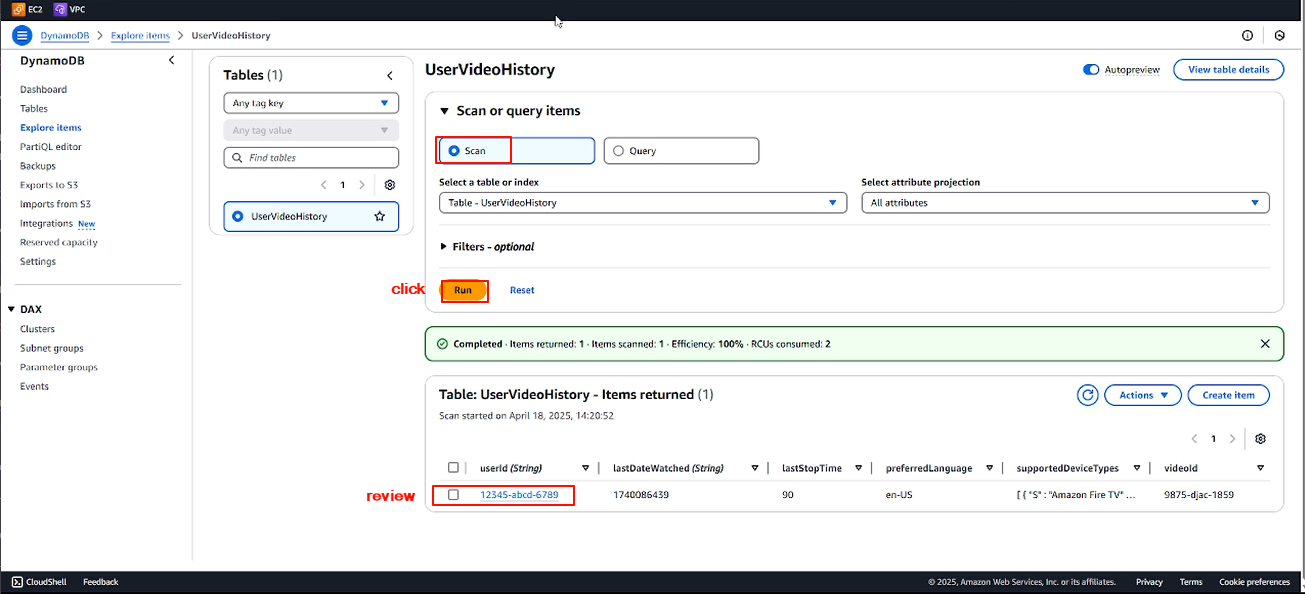 EC2 VPC
DynamoDB > Explore items > UserVideoHistory
DynamoDB
Dashboard
Tables
Explore items
PartiQL editor
Backups
Exports to S3
Imports from S3
Integrations New
Reserved capacity
Settings
DAX
Clusters
Subnet groups
Parameter groups
Events
Tables (1)
Any tag key
Any tag value
Find tables
1
UserVideoHistory
UserVideoHistory
Autopreview View table details
Scan or query items
Scan Query
Select a table or index Select attribute projection
Table - UserVideoHistory All attributes
Filters - optional
click Run Reset
Completed · Items returned: 1 · Items scanned: 1 · Efficiency: 100% · RCUs consumed: 2
Table: UserVideoHistory - Items returned (1)
Actions Create item
Scan started on April 18, 2025, 14:20:52
1
userId (String) lastDateWatched (String) lastStopTime preferredLanguage supportedDeviceTypes videoId
review 12345-abcd-6789 1740086439 90 en-US [ { "S" : "Amazon Fire TV" ... 9875-djac-1859
CloudShell Feedback © 2025, Amazon Web Services, Inc. or its affiliates. Privacy Terms Cookie preferences